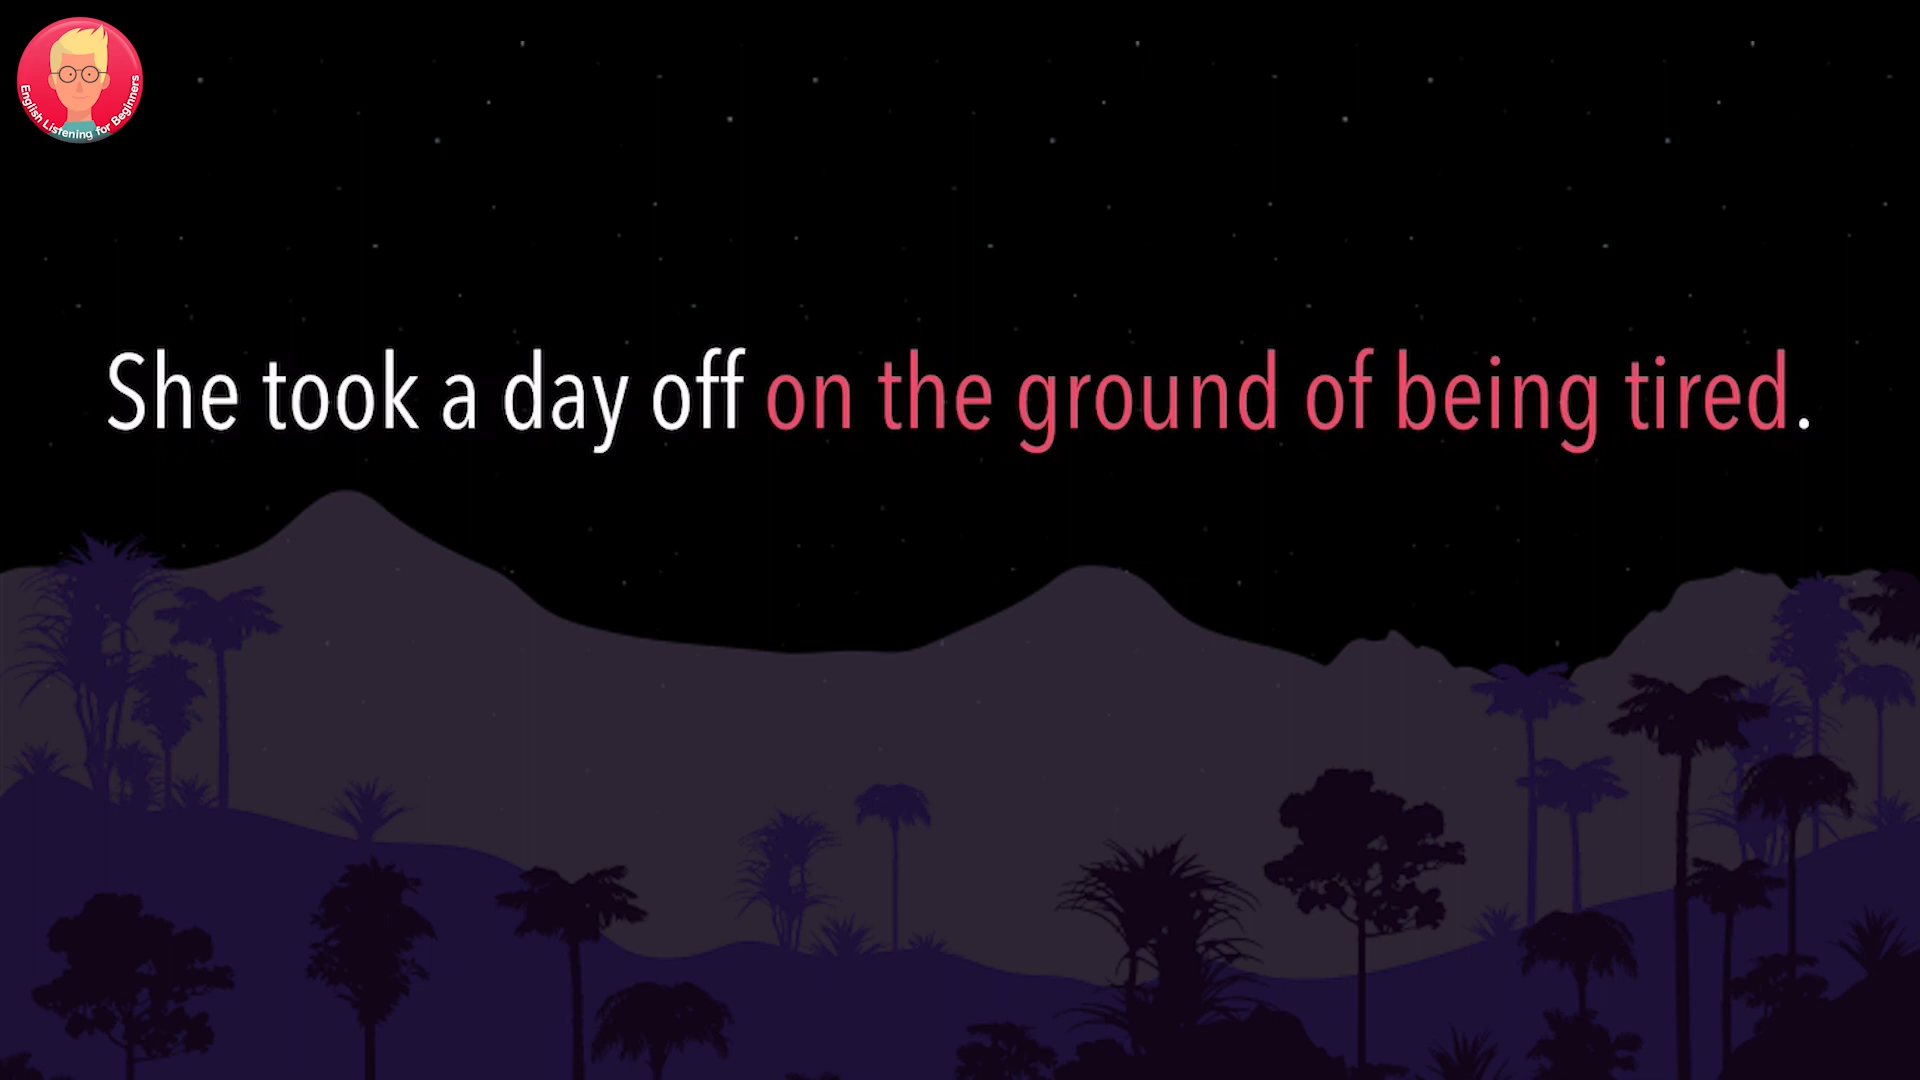 English Listening for Beginners
She took a day off on the ground of being tired.